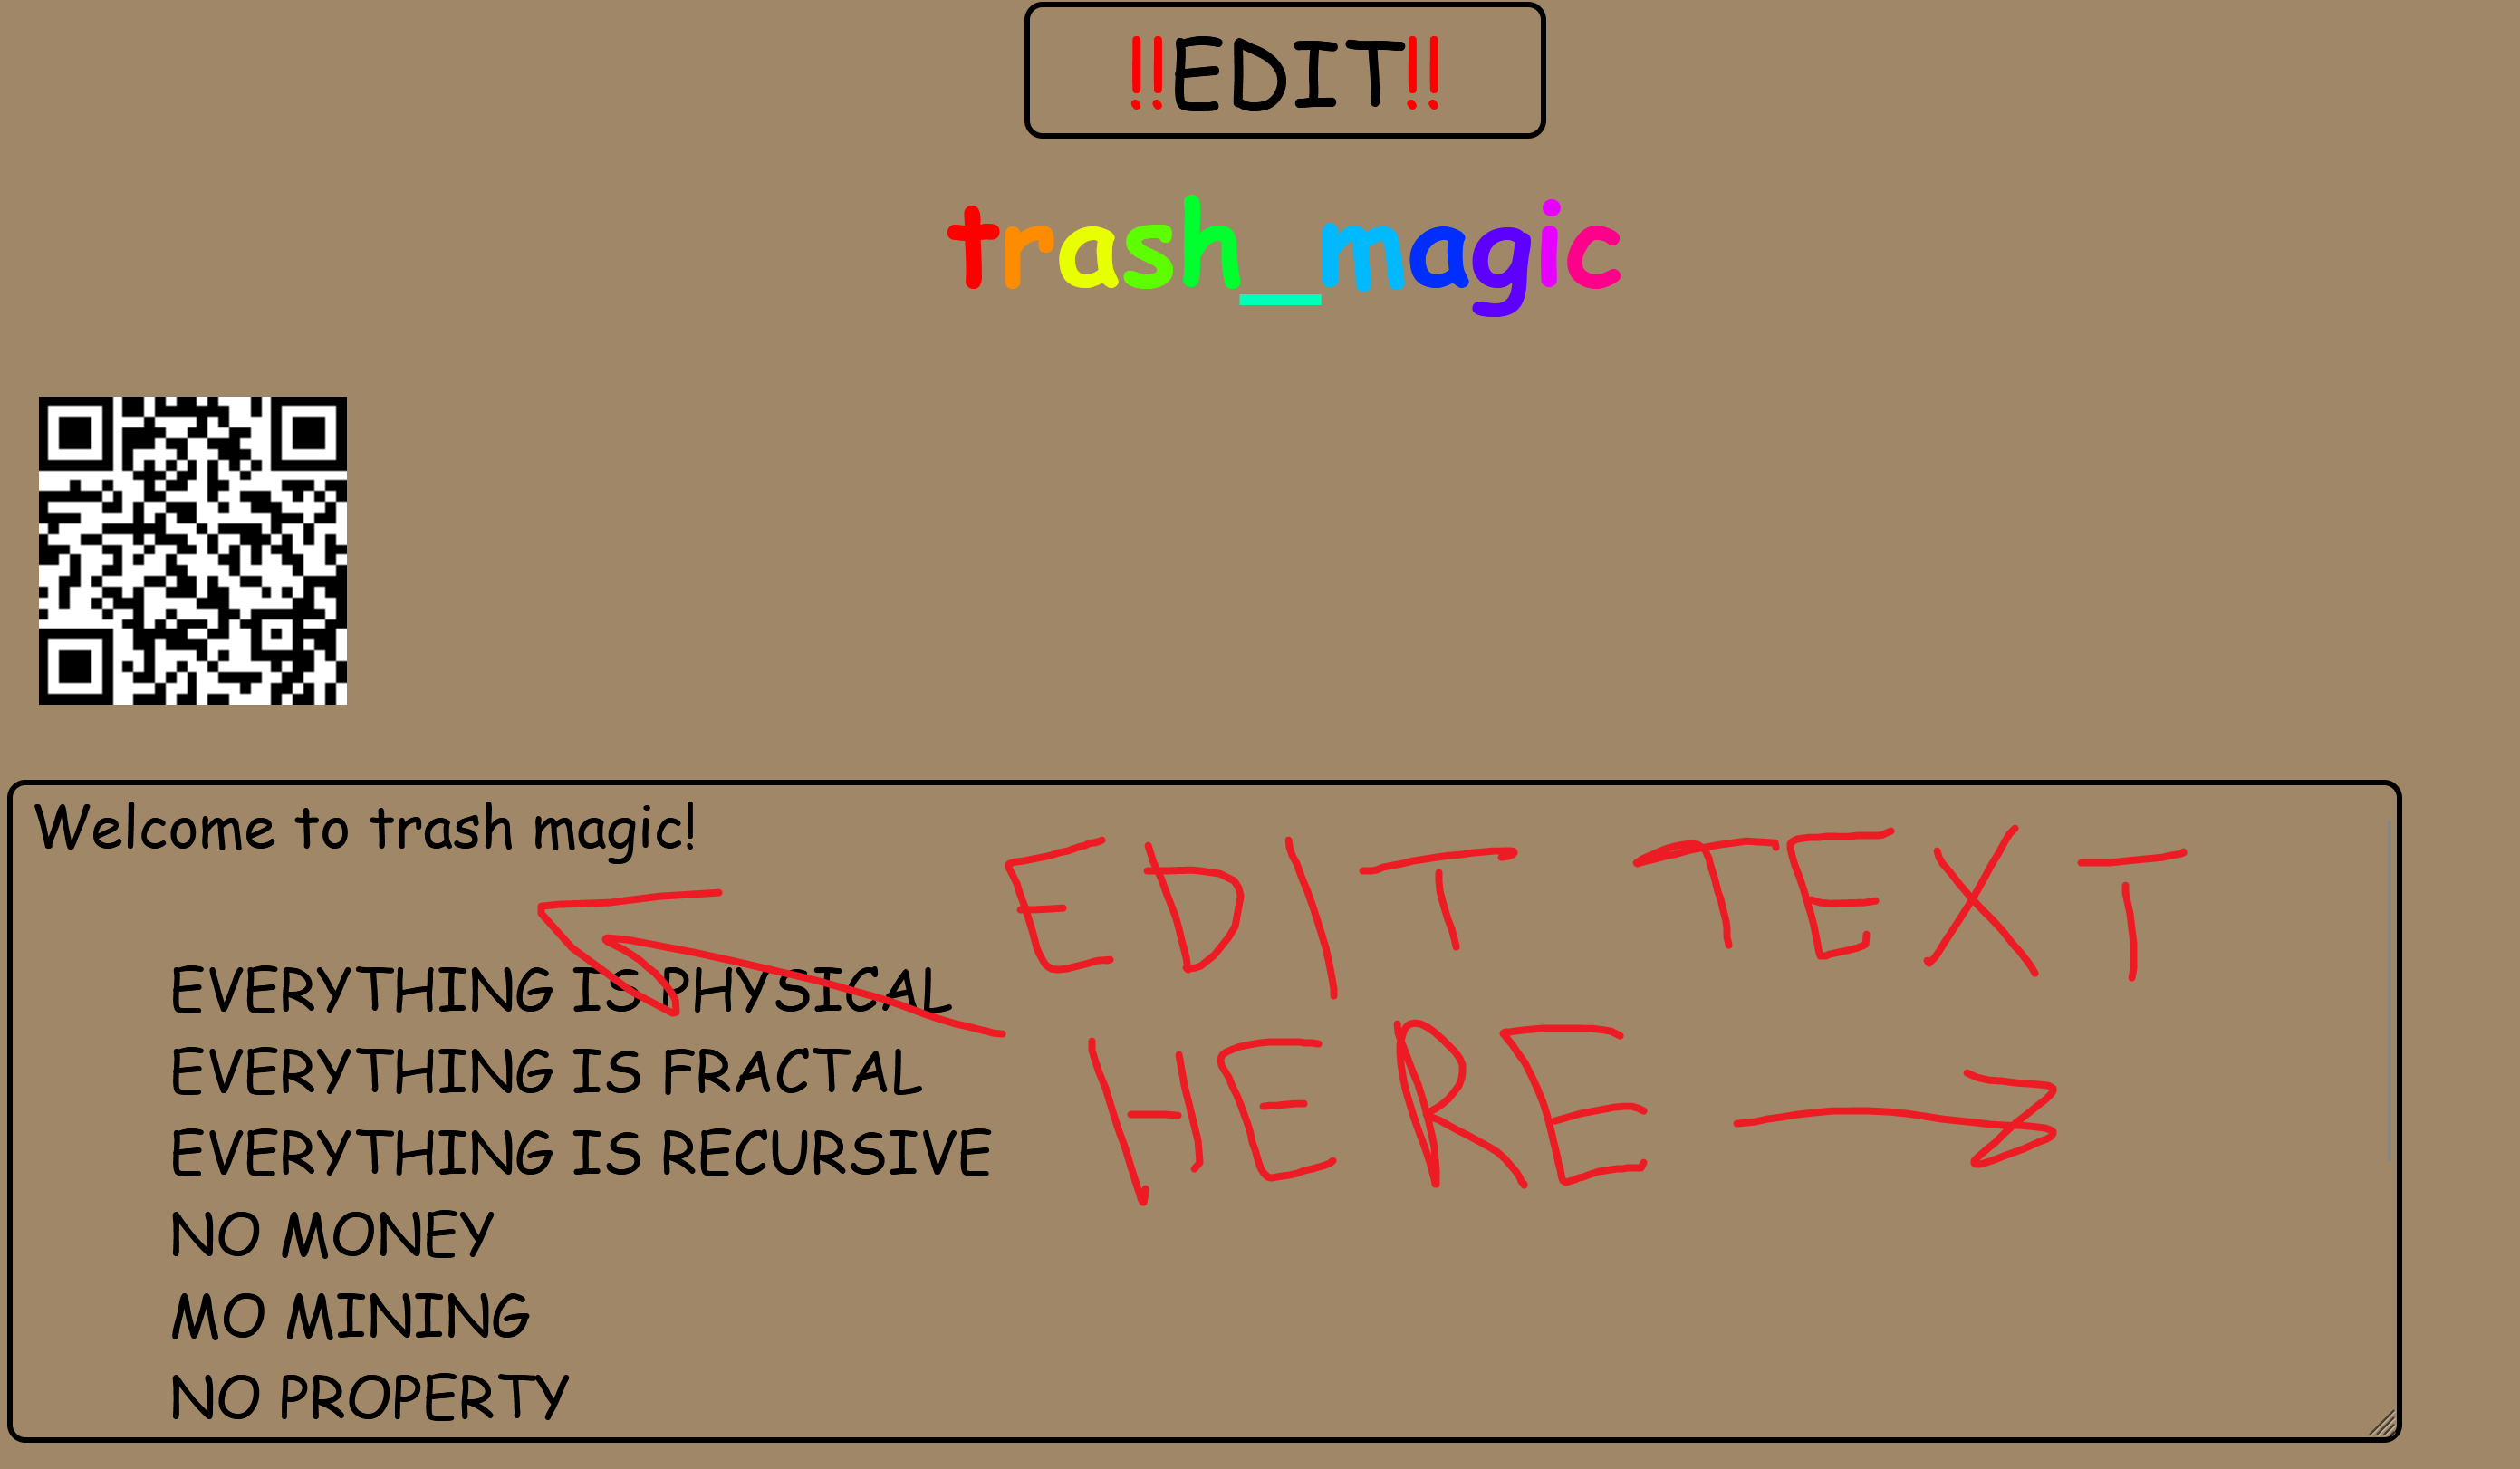 !!EDIT!!
trash_magic
Welcome to trash magic!
EDIT TEXT
HERE
EVERYTHING IS PHYSICAL
EVERYTHING IS FRACTAL
EVERYTHING IS RECURSIVE
NO MONEY
MO MINING
NO PROPERTY